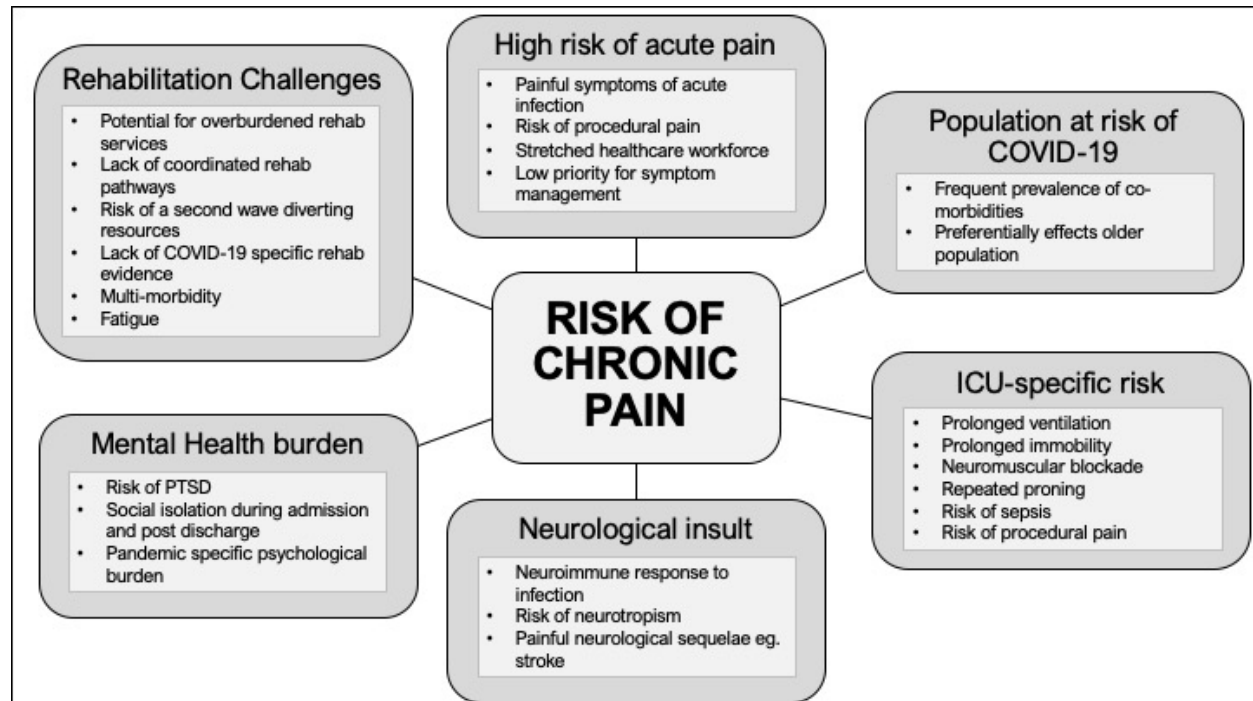 High risk of acute pain
• Painful symptoms of acute
infection
• Risk of procedural pain
• Stretched healthcare workforce
• Low priority for symptom
management
Rehabilitation Challenges
• Potential for overburdened rehab
services
• Lack of coordinated rehab
pathways
• Risk of a second wave diverting
resources
• Lack of COVID-19 specific rehab
evidence
• Multi-morbidity
• Fatigue
Population at risk of
COVID-19
• Frequent prevalence of co-
morbidities
• Preferentially effects older
population
RISK OF
CHRONIC
PAIN
ICU-specific risk
• Prolonged ventilation
• Prolonged immobility
• Neuromuscular blockade
• Repeated proning
• Risk of sepsis
• Risk of procedural pain
Mental Health burden
• Risk of PTSD
• Social isolation during admission
and post discharge
• Pandemic specific psychological
burden
Neurological insult
• Neuroimmune response to
infection
• Risk of neurotropism
• Painful neurological sequelae eg.
stroke